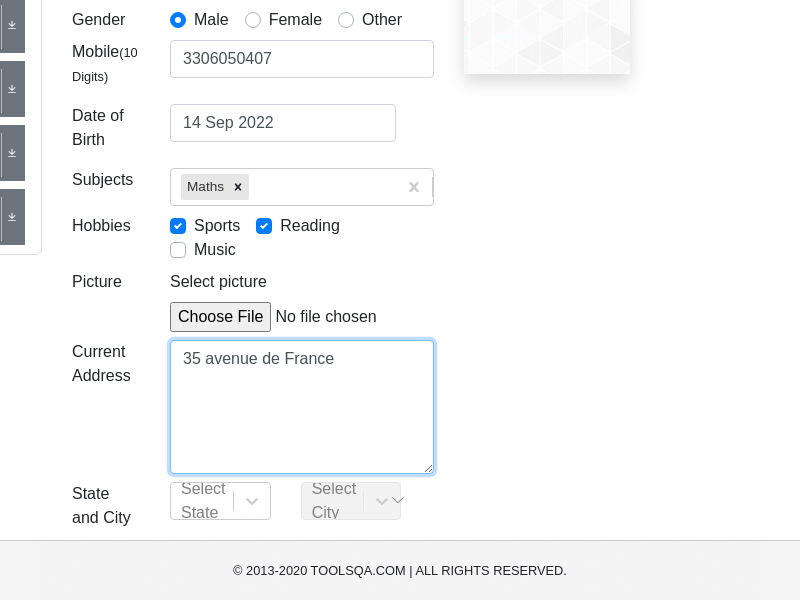 Gender Male Female Other
Mobile(10 Digits) 3306050407
Date of Birth 14 Sep 2022
Subjects Maths
Hobbies Sports Reading
Music
Picture Select picture
Choose File No file chosen
Current Address 35 avenue de France
State and City Select State Select City
© 2013-2020 TOOLSQA.COM | ALL RIGHTS RESERVED.